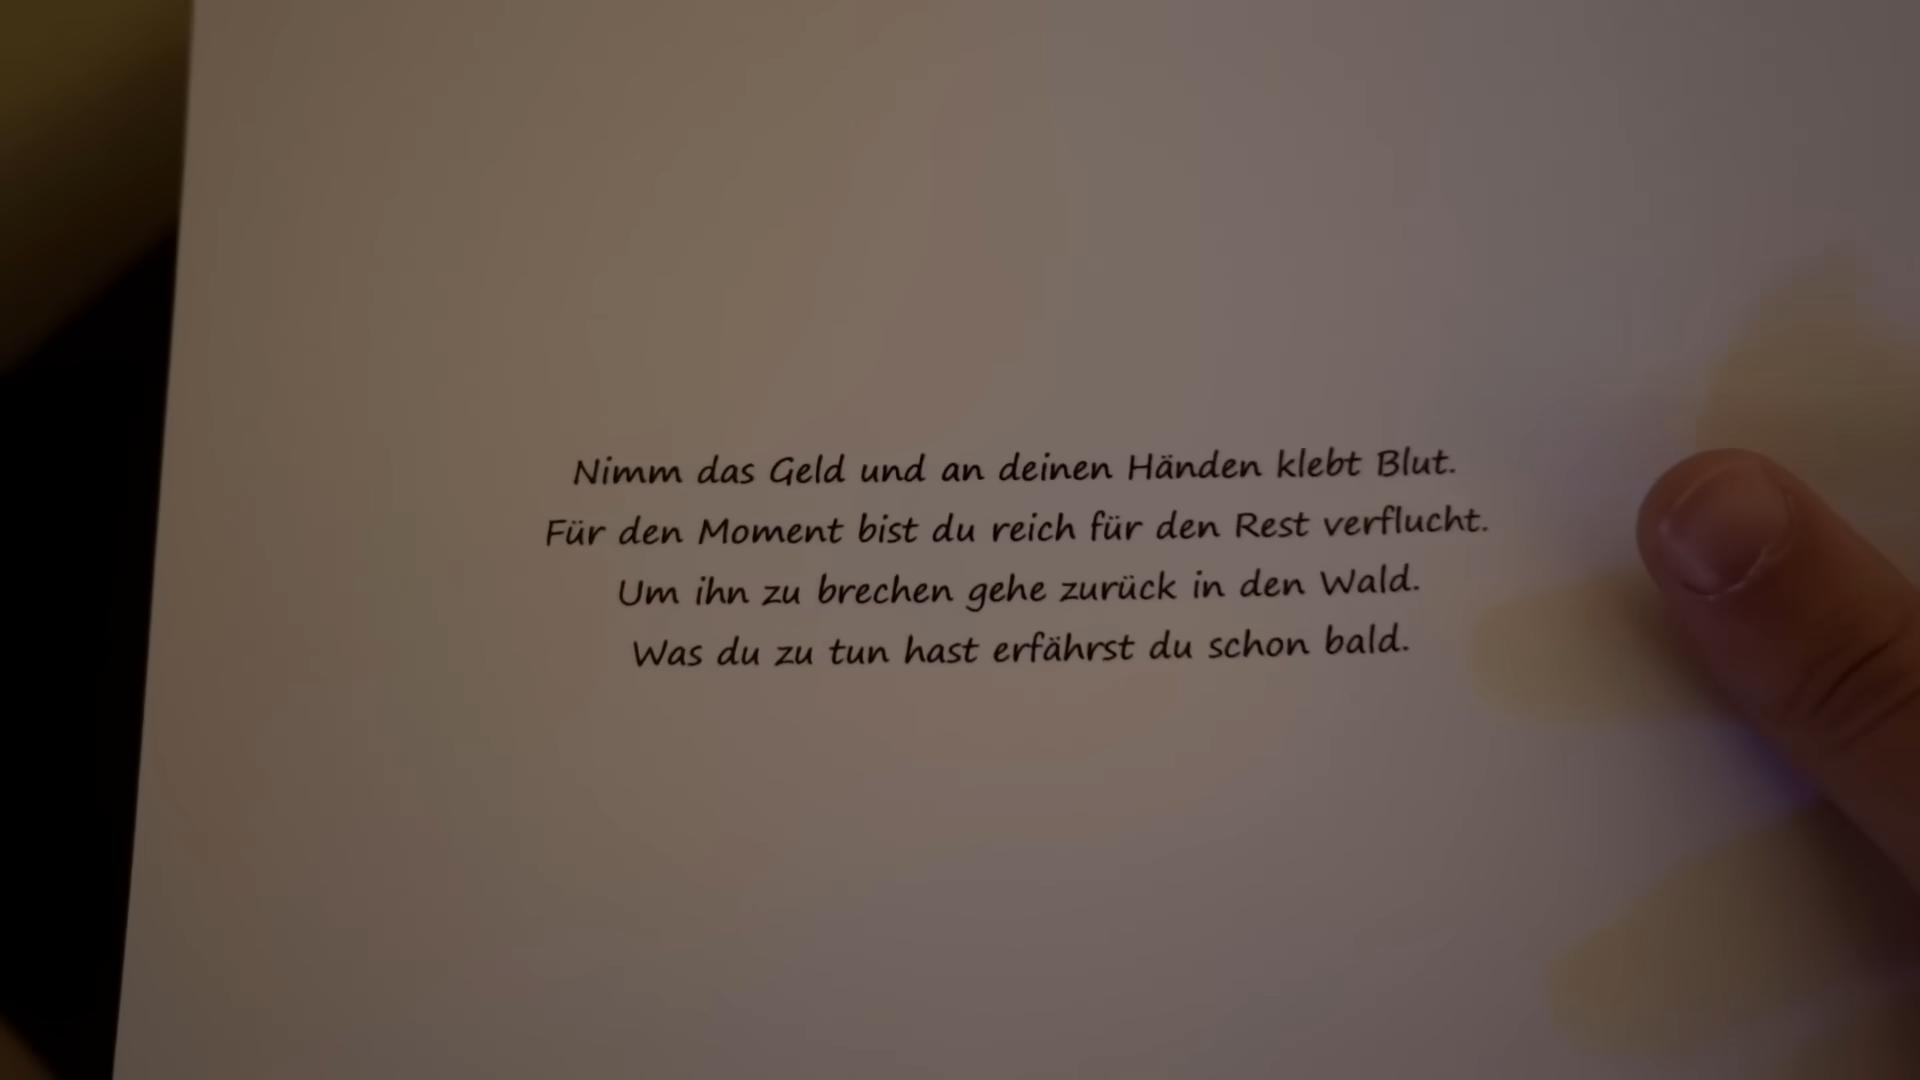 Nimm das Geld und an deinen Händen klebt Blut.
Für den Moment bist du reich für den Rest verflucht.
Um ihn zu brechen gehe zurück in den Wald.
Was du zu tun hast erfährst du schon bald.